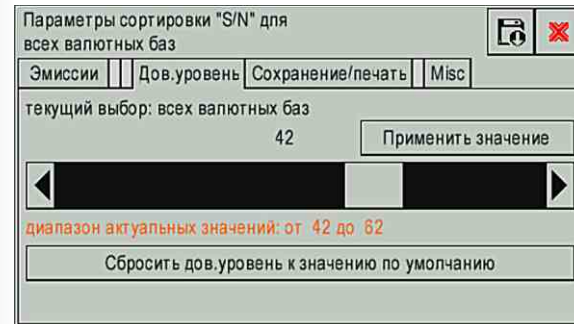 Параметры сортировки "S/N" для
всех валютных баз
Эмиссии Дов.уровень Сохранение/печать Misc
текущий выбор: всех валютных баз
42 Применить значение
диапазон актуальных значений: от 42 до 62
Сбросить дов.уровень к значению по умолчанию